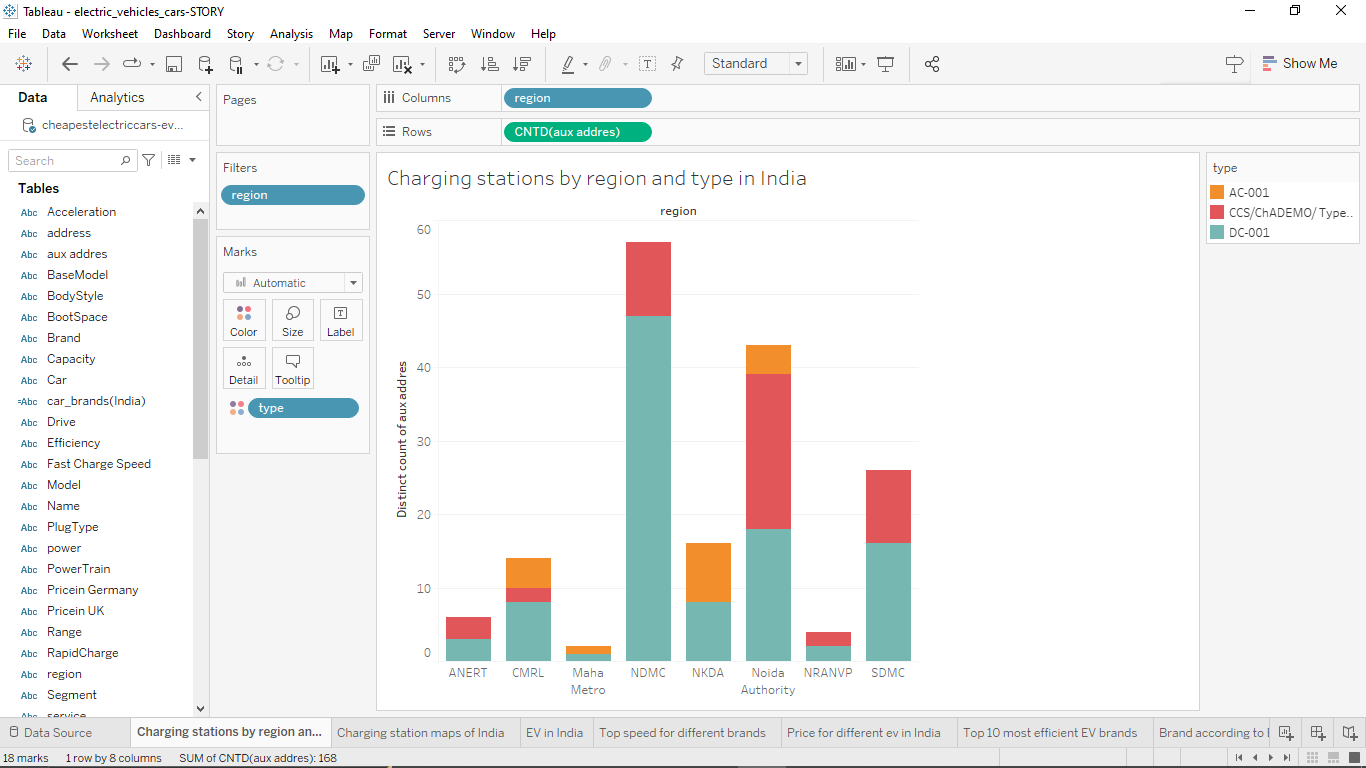 Tableau - electric_vehicles_cars-STORY
File Data Worksheet Dashboard Story Analysis Map Format Server Window Help
Standard
Show Me
Data Analytics
cheapestelectriccars-ev...
Search
Tables
Abc Acceleration
Abc address
Abc aux addres
Abc BaseModel
Abc BodyStyle
Abc BootSpace
Abc Brand
Abc Capacity
Abc Car
=Abc car_brands(India)
Abc Drive
Abc Efficiency
Abc Fast Charge Speed
Abc Model
Abc Name
Abc PlugType
Abc power
Abc PowerTrain
Abc Pricein Germany
Abc Pricein UK
Abc Range
Abc RapidCharge
Abc region
Abc Segment
Abc service
Pages
Filters
region
Marks
Automatic
Color Size Label
Detail Tooltip
type
Columns region
Rows CNTD(aux addres)
Charging stations by region and type in India
region
60
50
40
30
20
10
0
Distinct count of aux addres
ANERT CMRL Maha Metro NDMC NKDA Noida Authority NRANVP SDMC
type
AC-001
CCS/ChADEMO/ Type..
DC-001
Data Source Charging stations by region an... Charging station maps of India EV in India Top speed for different brands Price for different ev in India Top 10 most efficient EV brands Brand according to
18 marks 1 row by 8 columns SUM of CNTD(aux addres): 168